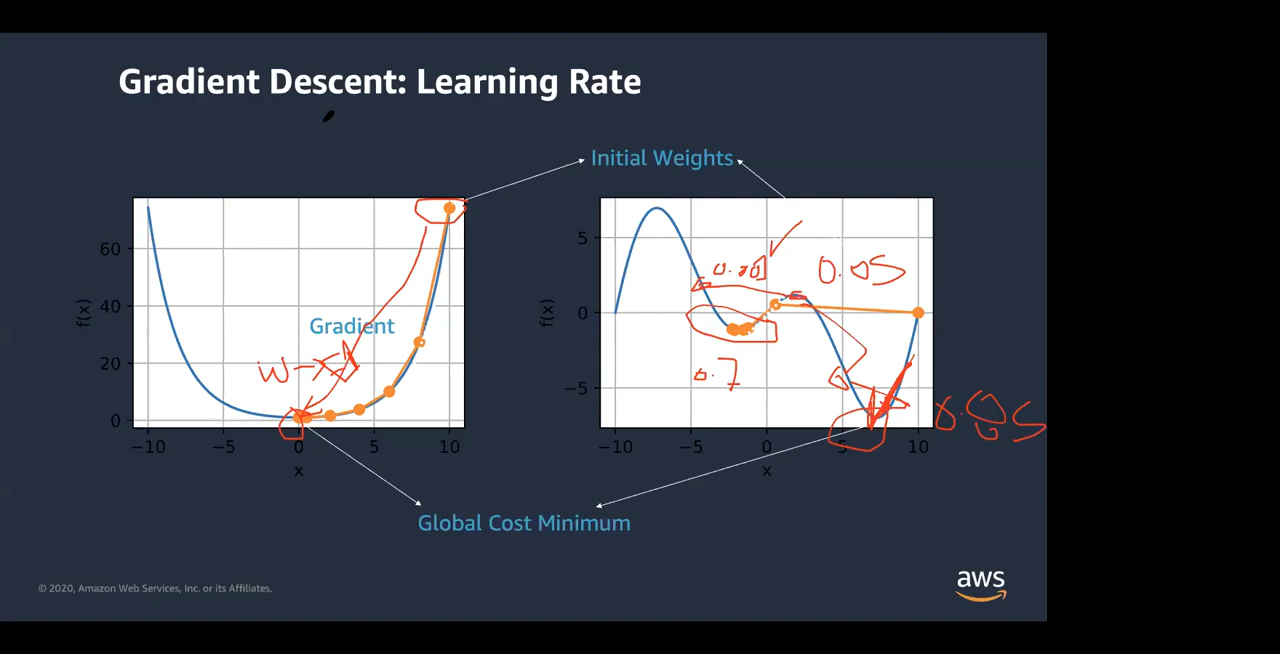 Gradient Descent: Learning Rate
Initial Weights
60
40
20
0
f(x)
Gradient
−10
−5
0
5
10
x
5
0
−5
f(x)
0.05
0.7
−10
−5
0
5
10
x
Global Cost Minimum
© 2020, Amazon Web Services, Inc. or its Affiliates.
aws